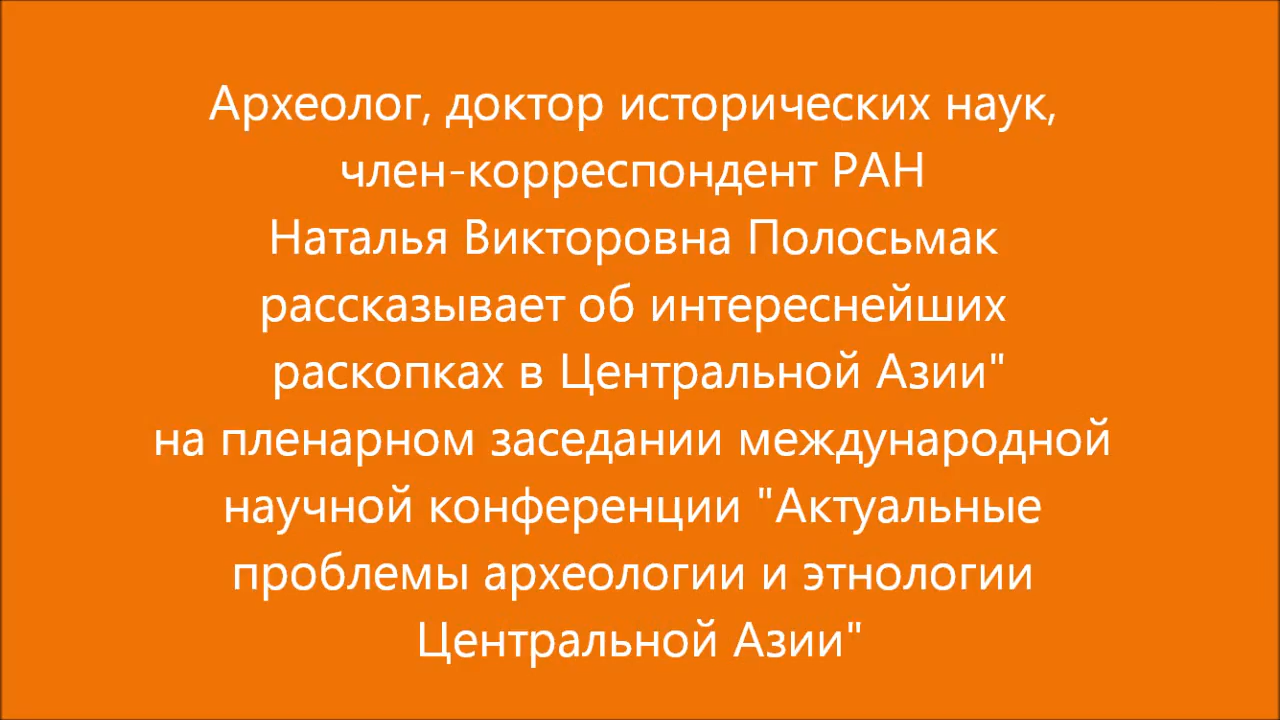 Археолог, доктор исторических наук,
член-корреспондент РАН
Наталья Викторовна Полосьмак
рассказывает об интереснейших
раскопках в Центральной Азии"
на пленарном заседании международной
научной конференции "Актуальные
проблемы археологии и этнологии
Центральной Азии"